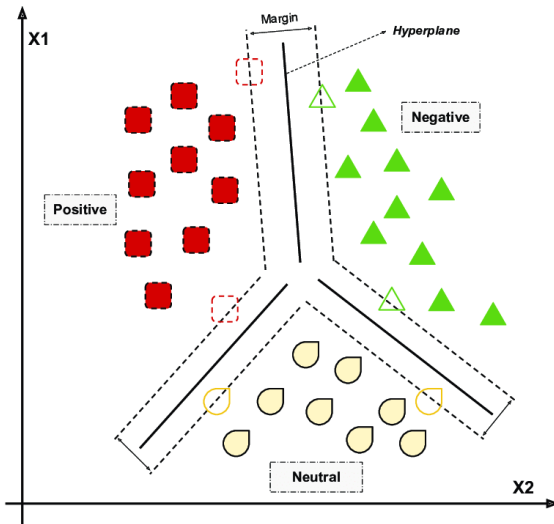 Margin
X1
Hyperplane
Negative
Positive
Neutral
X2